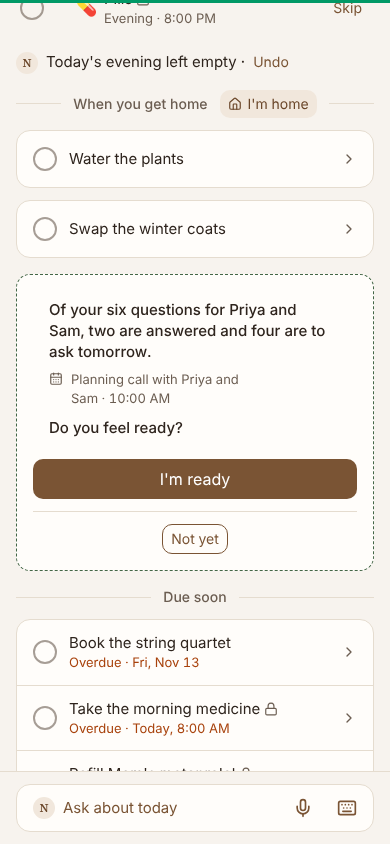 Evening · 8:00 PM
Skip
N Today's evening left empty · Undo
When you get home
I'm home
Water the plants
Swap the winter coats
Of your six questions for Priya and
Sam, two are answered and four are to
ask tomorrow.
Planning call with Priya and
Sam · 10:00 AM
Do you feel ready?
I'm ready
Not yet
Due soon
Book the string quartet
Overdue · Fri, Nov 13
Take the morning medicine
Overdue · Today, 8:00 AM
N Ask about today